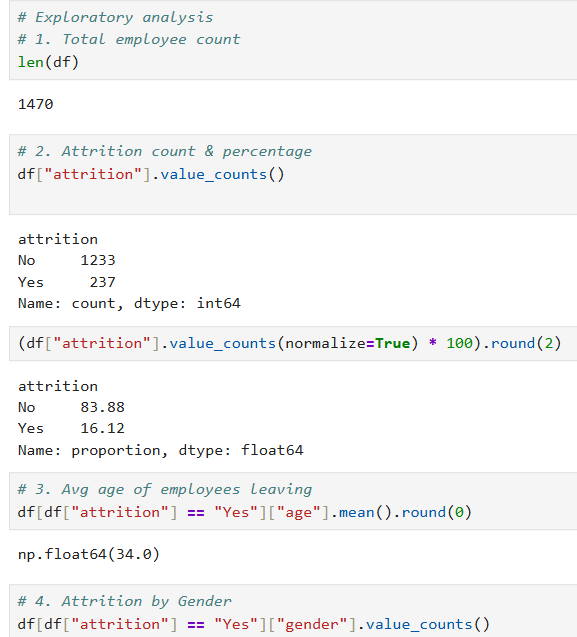 # Exploratory analysis
# 1. Total employee count
len(df)
1470
# 2. Attrition count & percentage
df["attrition"].value_counts()
attrition
No     1233
Yes     237
Name: count, dtype: int64
(df["attrition"].value_counts(normalize=True) * 100).round(2)
attrition
No     83.88
Yes    16.12
Name: proportion, dtype: float64
# 3. Avg age of employees leaving
df[df["attrition"] == "Yes"]["age"].mean().round(0)
np.float64(34.0)
# 4. Attrition by Gender
df[df["attrition"] == "Yes"]["gender"].value_counts()